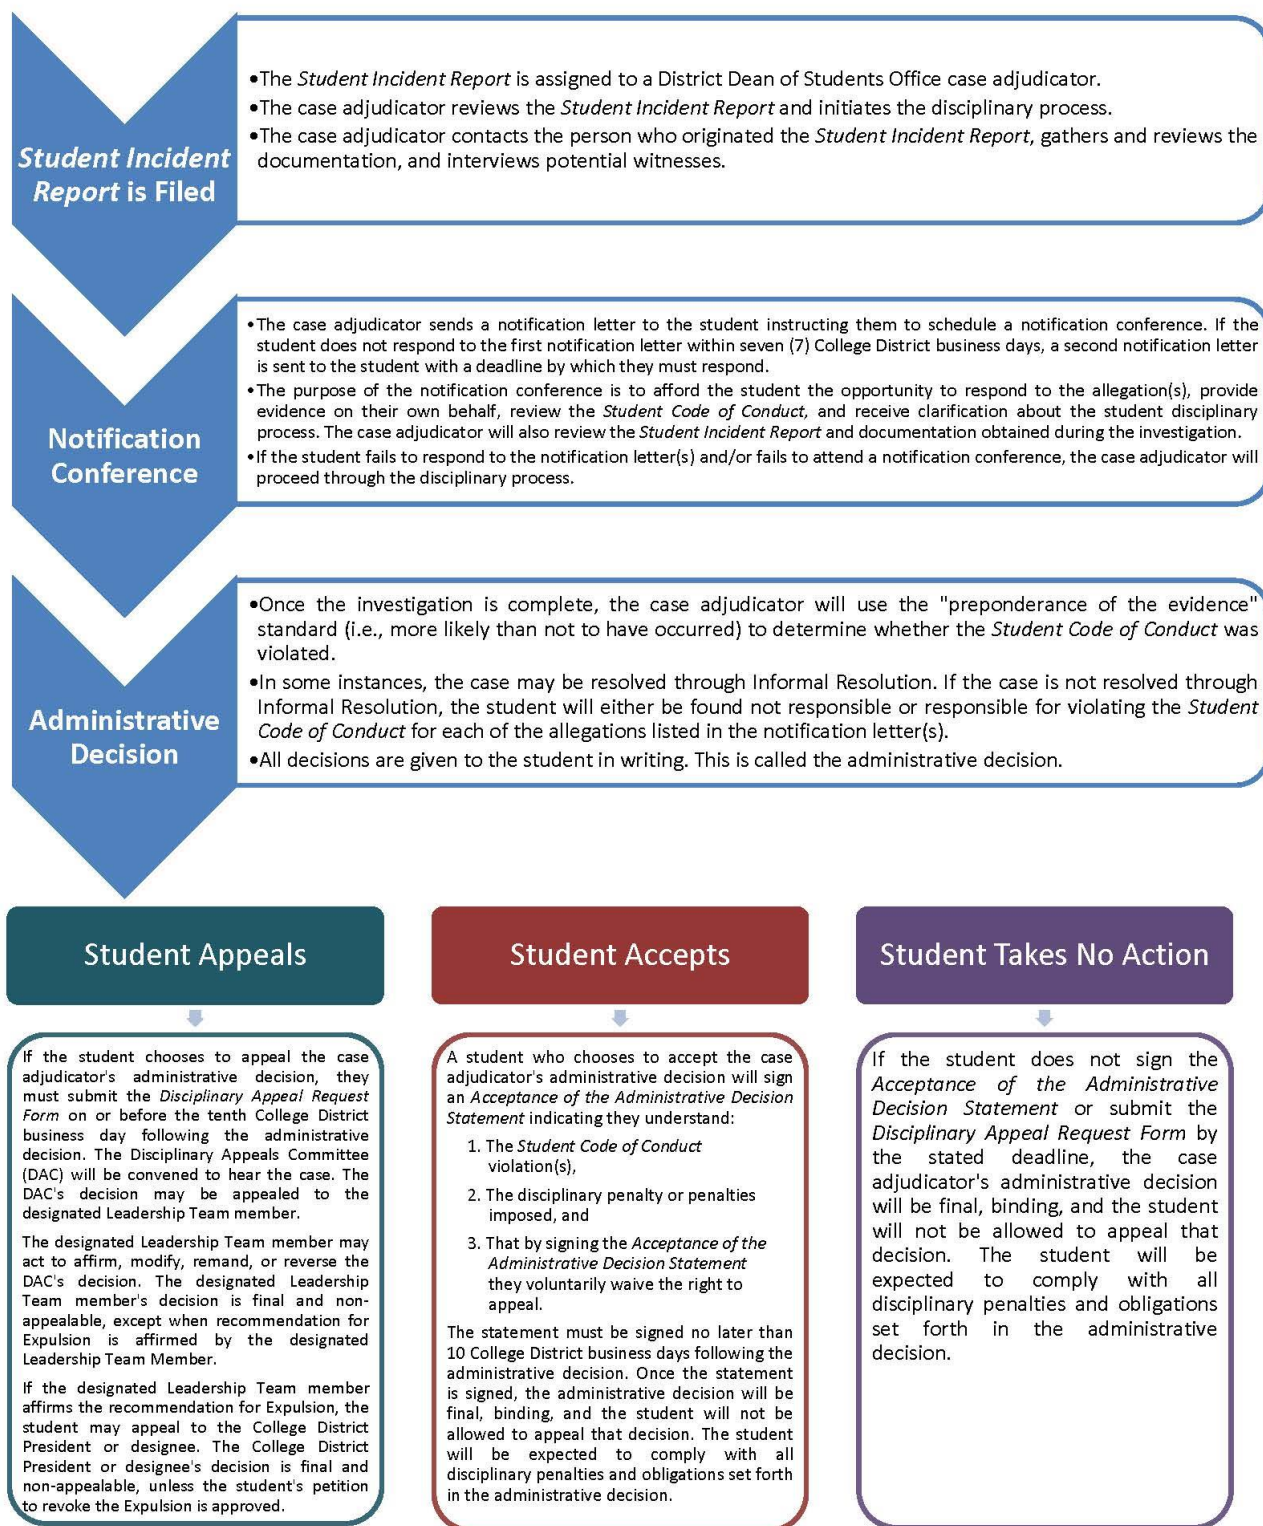 Student Incident
Report is Filed
•The Student Incident Report is assigned to a District Dean of Students Office case adjudicator.
•The case adjudicator reviews the Student Incident Report and initiates the disciplinary process.
•The case adjudicator contacts the person who originated the Student Incident Report, gathers and reviews the
documentation, and interviews potential witnesses.
Notification
Conference
•The case adjudicator sends a notification letter to the student instructing them to schedule a notification conference. If the
student does not respond to the first notification letter within seven (7) College District business days, a second notification letter
is sent to the student with a deadline by which they must respond.
•The purpose of the notification conference is to afford the student the opportunity to respond to the allegation(s), provide
evidence on their own behalf, review the Student Code of Conduct, and receive clarification about the student disciplinary
process. The case adjudicator will also review the Student Incident Report and documentation obtained during the investigation.
•If the student fails to respond to the notification letter(s) and/or fails to attend a notification conference, the case adjudicator will
proceed through the disciplinary process.
Administrative
Decision
•Once the investigation is complete, the case adjudicator will use the "preponderance of the evidence"
standard (i.e., more likely than not to have occurred) to determine whether the Student Code of Conduct was
violated.
•In some instances, the case may be resolved through Informal Resolution. If the case is not resolved through
Informal Resolution, the student will either be found not responsible or responsible for violating the Student
Code of Conduct for each of the allegations listed in the notification letter(s).
•All decisions are given to the student in writing. This is called the administrative decision.
Student Appeals
If the student chooses to appeal the case
adjudicator's administrative decision, they
must submit the Disciplinary Appeal Request
Form on or before the tenth College District
business day following the administrative
decision. The Disciplinary Appeals Committee
(DAC) will be convened to hear the case. The
DAC's decision may be appealed to the
designated Leadership Team member.
The designated Leadership Team member may
act to affirm, modify, remand, or reverse the
DAC's decision. The designated Leadership
Team member's decision is final and non-
appealable, except when recommendation for
Expulsion is affirmed by the designated
Leadership Team Member.
If the designated Leadership Team member
affirms the recommendation for Expulsion, the
student may appeal to the College District
President or designee. The College District
President or designee's decision is final and
non-appealable, unless the student's petition
to revoke the Expulsion is approved.
Student Accepts
A student who chooses to accept the case
adjudicator's administrative decision will sign
an Acceptance of the Administrative Decision
Statement indicating they understand:
1. The Student Code of Conduct
violation(s),
2. The disciplinary penalty or penalties
imposed, and
3. That by signing the Acceptance of the
Administrative Decision Statement
they voluntarily waive the right to
appeal.
The statement must be signed no later than
10 College District business days following the
administrative decision. Once the statement
is signed, the administrative decision will be
final, binding, and the student will not be
allowed to appeal that decision. The student
will be expected to comply with all
disciplinary penalties and obligations set forth
in the administrative decision.
Student Takes No Action
If the student does not sign the
Acceptance of the Administrative
Decision Statement or submit the
Disciplinary Appeal Request Form by
the stated deadline, the case
adjudicator's administrative decision
will be final, binding, and the student
will not be allowed to appeal that
decision. The student will be
expected to comply with all
disciplinary penalties and obligations
set forth in the administrative
decision.